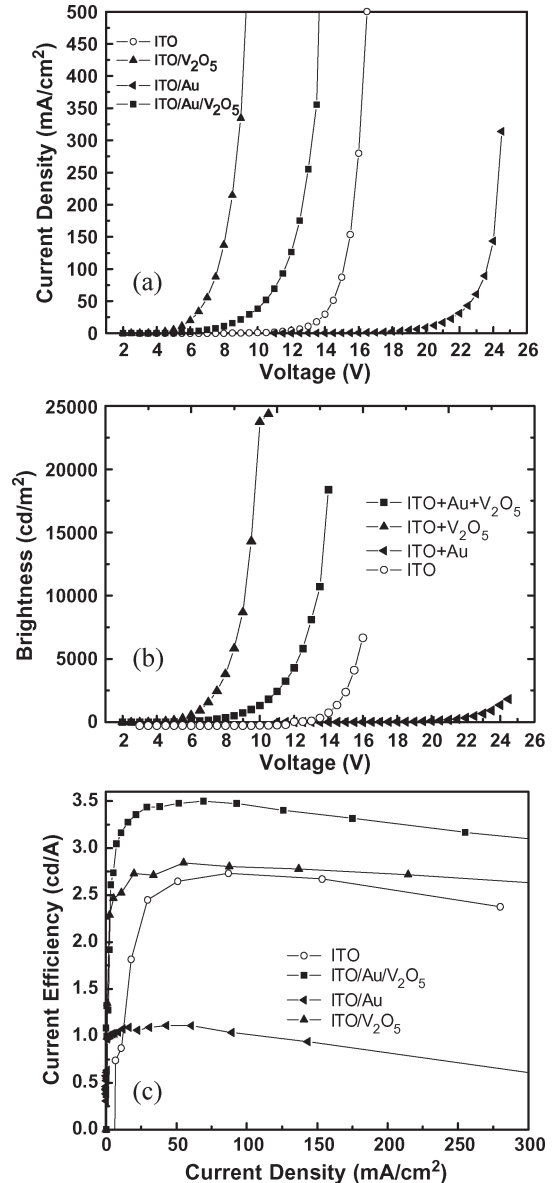 500
450
400
350
300
250
200
150
100
50
0
Current Density (mA/cm²)
ITO
ITO/V₂O₅
ITO/Au
ITO/Au/V₂O₅
(a)
2 4 6 8 10 12 14 16 18 20 22 24 26
Voltage (V)
25000
20000
15000
10000
5000
0
Brightness (cd/m²)
ITO+Au+V₂O₅
ITO+V₂O₅
ITO+Au
ITO
(b)
2 4 6 8 10 12 14 16 18 20 22 24 26
Voltage (V)
3.5
3.0
2.5
2.0
1.5
1.0
0.5
0.0
Current Efficiency (cd/A)
ITO
ITO/Au/V₂O₅
ITO/Au
ITO/V₂O₅
(c)
0 50 100 150 200 250 300
Current Density (mA/cm²)